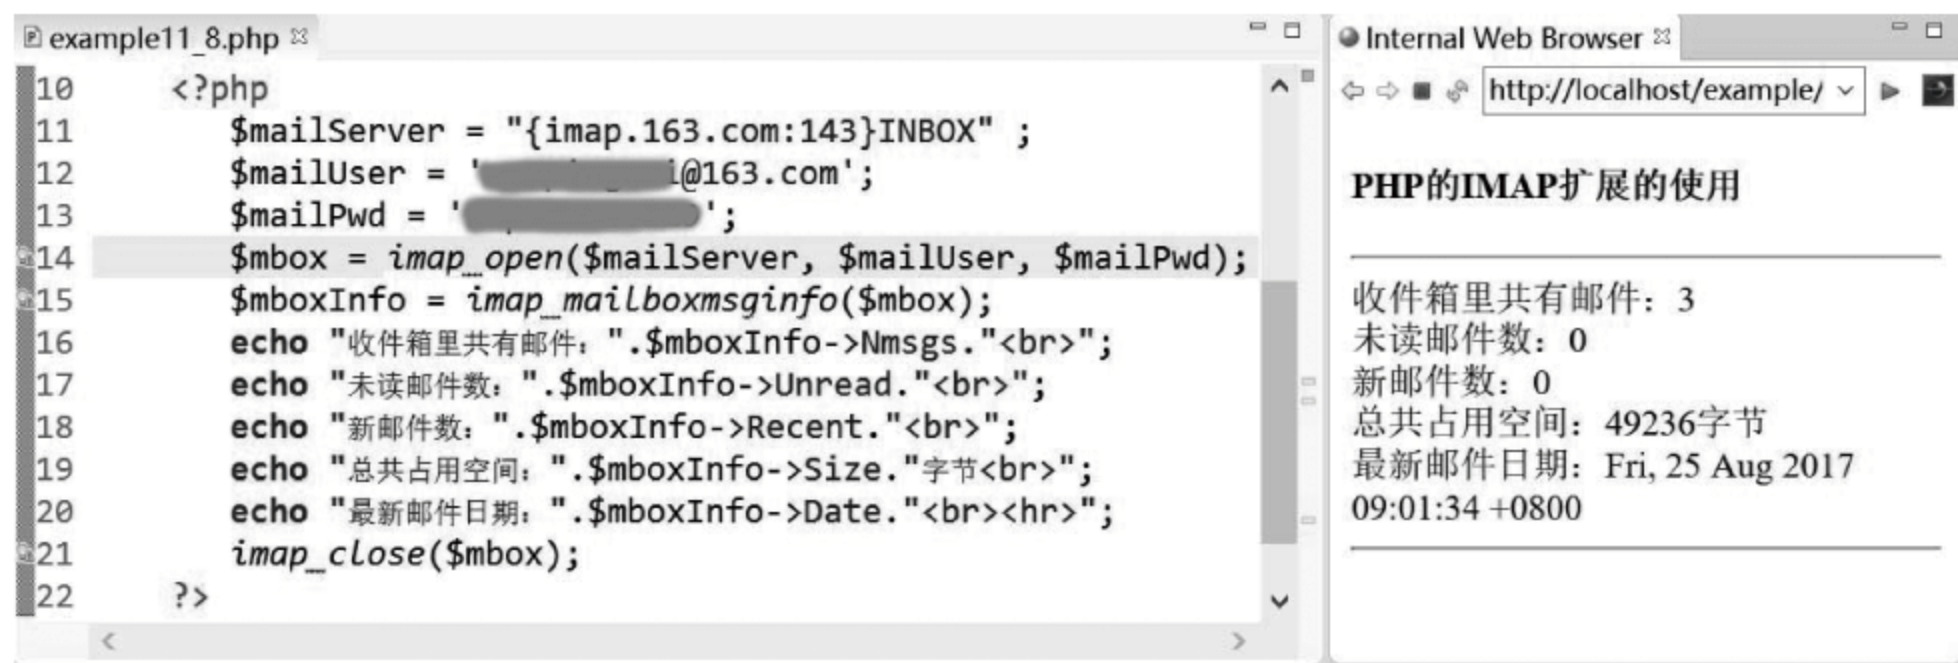 example11_8.php
10 <?php
11 $mailServer = "{imap.163.com:143}INBOX" ;
12 $mailUser = ' i@163.com';
13 $mailPwd = ' ';
14 $mbox = imap_open($mailServer, $mailUser, $mailPwd);
15 $mboxInfo = imap_mailboxmsginfo($mbox);
16 echo "收件箱里共有邮件：".$mboxInfo->Nmsgs."<br>";
17 echo "未读邮件数：".$mboxInfo->Unread."<br>";
18 echo "新邮件数：".$mboxInfo->Recent."<br>";
19 echo "总共占用空间：".$mboxInfo->Size."字节<br>";
20 echo "最新邮件日期：".$mboxInfo->Date."<br><hr>";
21 imap_close($mbox);
22 ?>
Internal Web Browser
http://localhost/example/
PHP的IMAP扩展的使用
收件箱里共有邮件：3
未读邮件数：0
新邮件数：0
总共占用空间：49236字节
最新邮件日期：Fri, 25 Aug 2017
09:01:34 +0800